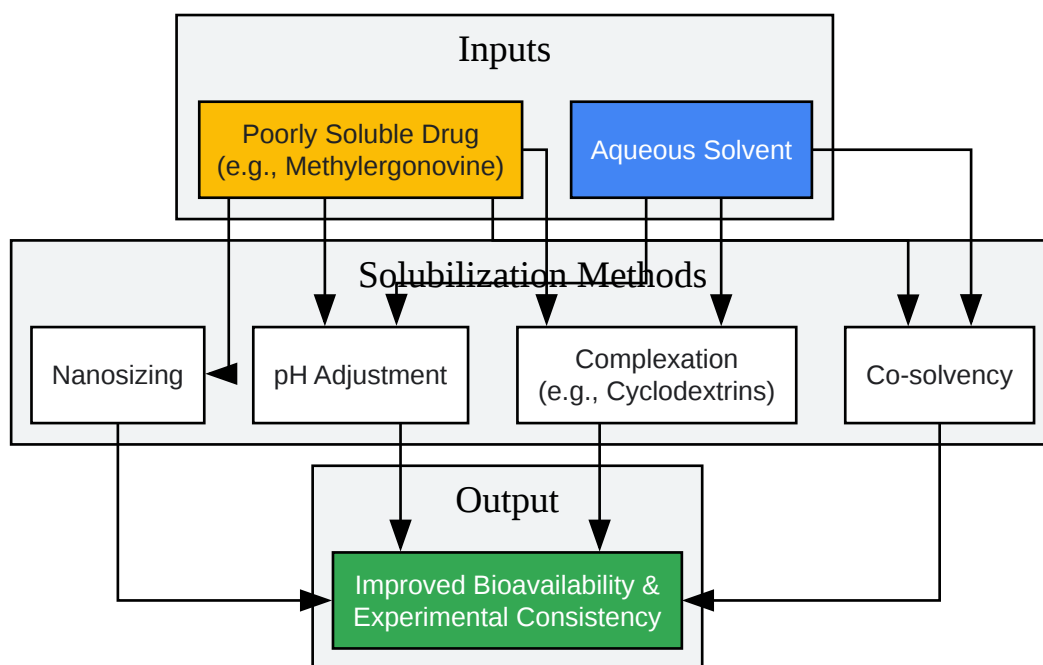 Inputs
Poorly Soluble Drug
(e.g., Methylergonovine)
Aqueous Solvent
Solubilization Methods
Nanosizing
pH Adjustment
Complexation
(e.g., Cyclodextrins)
Co-solvency
Output
Improved Bioavailability &
Experimental Consistency